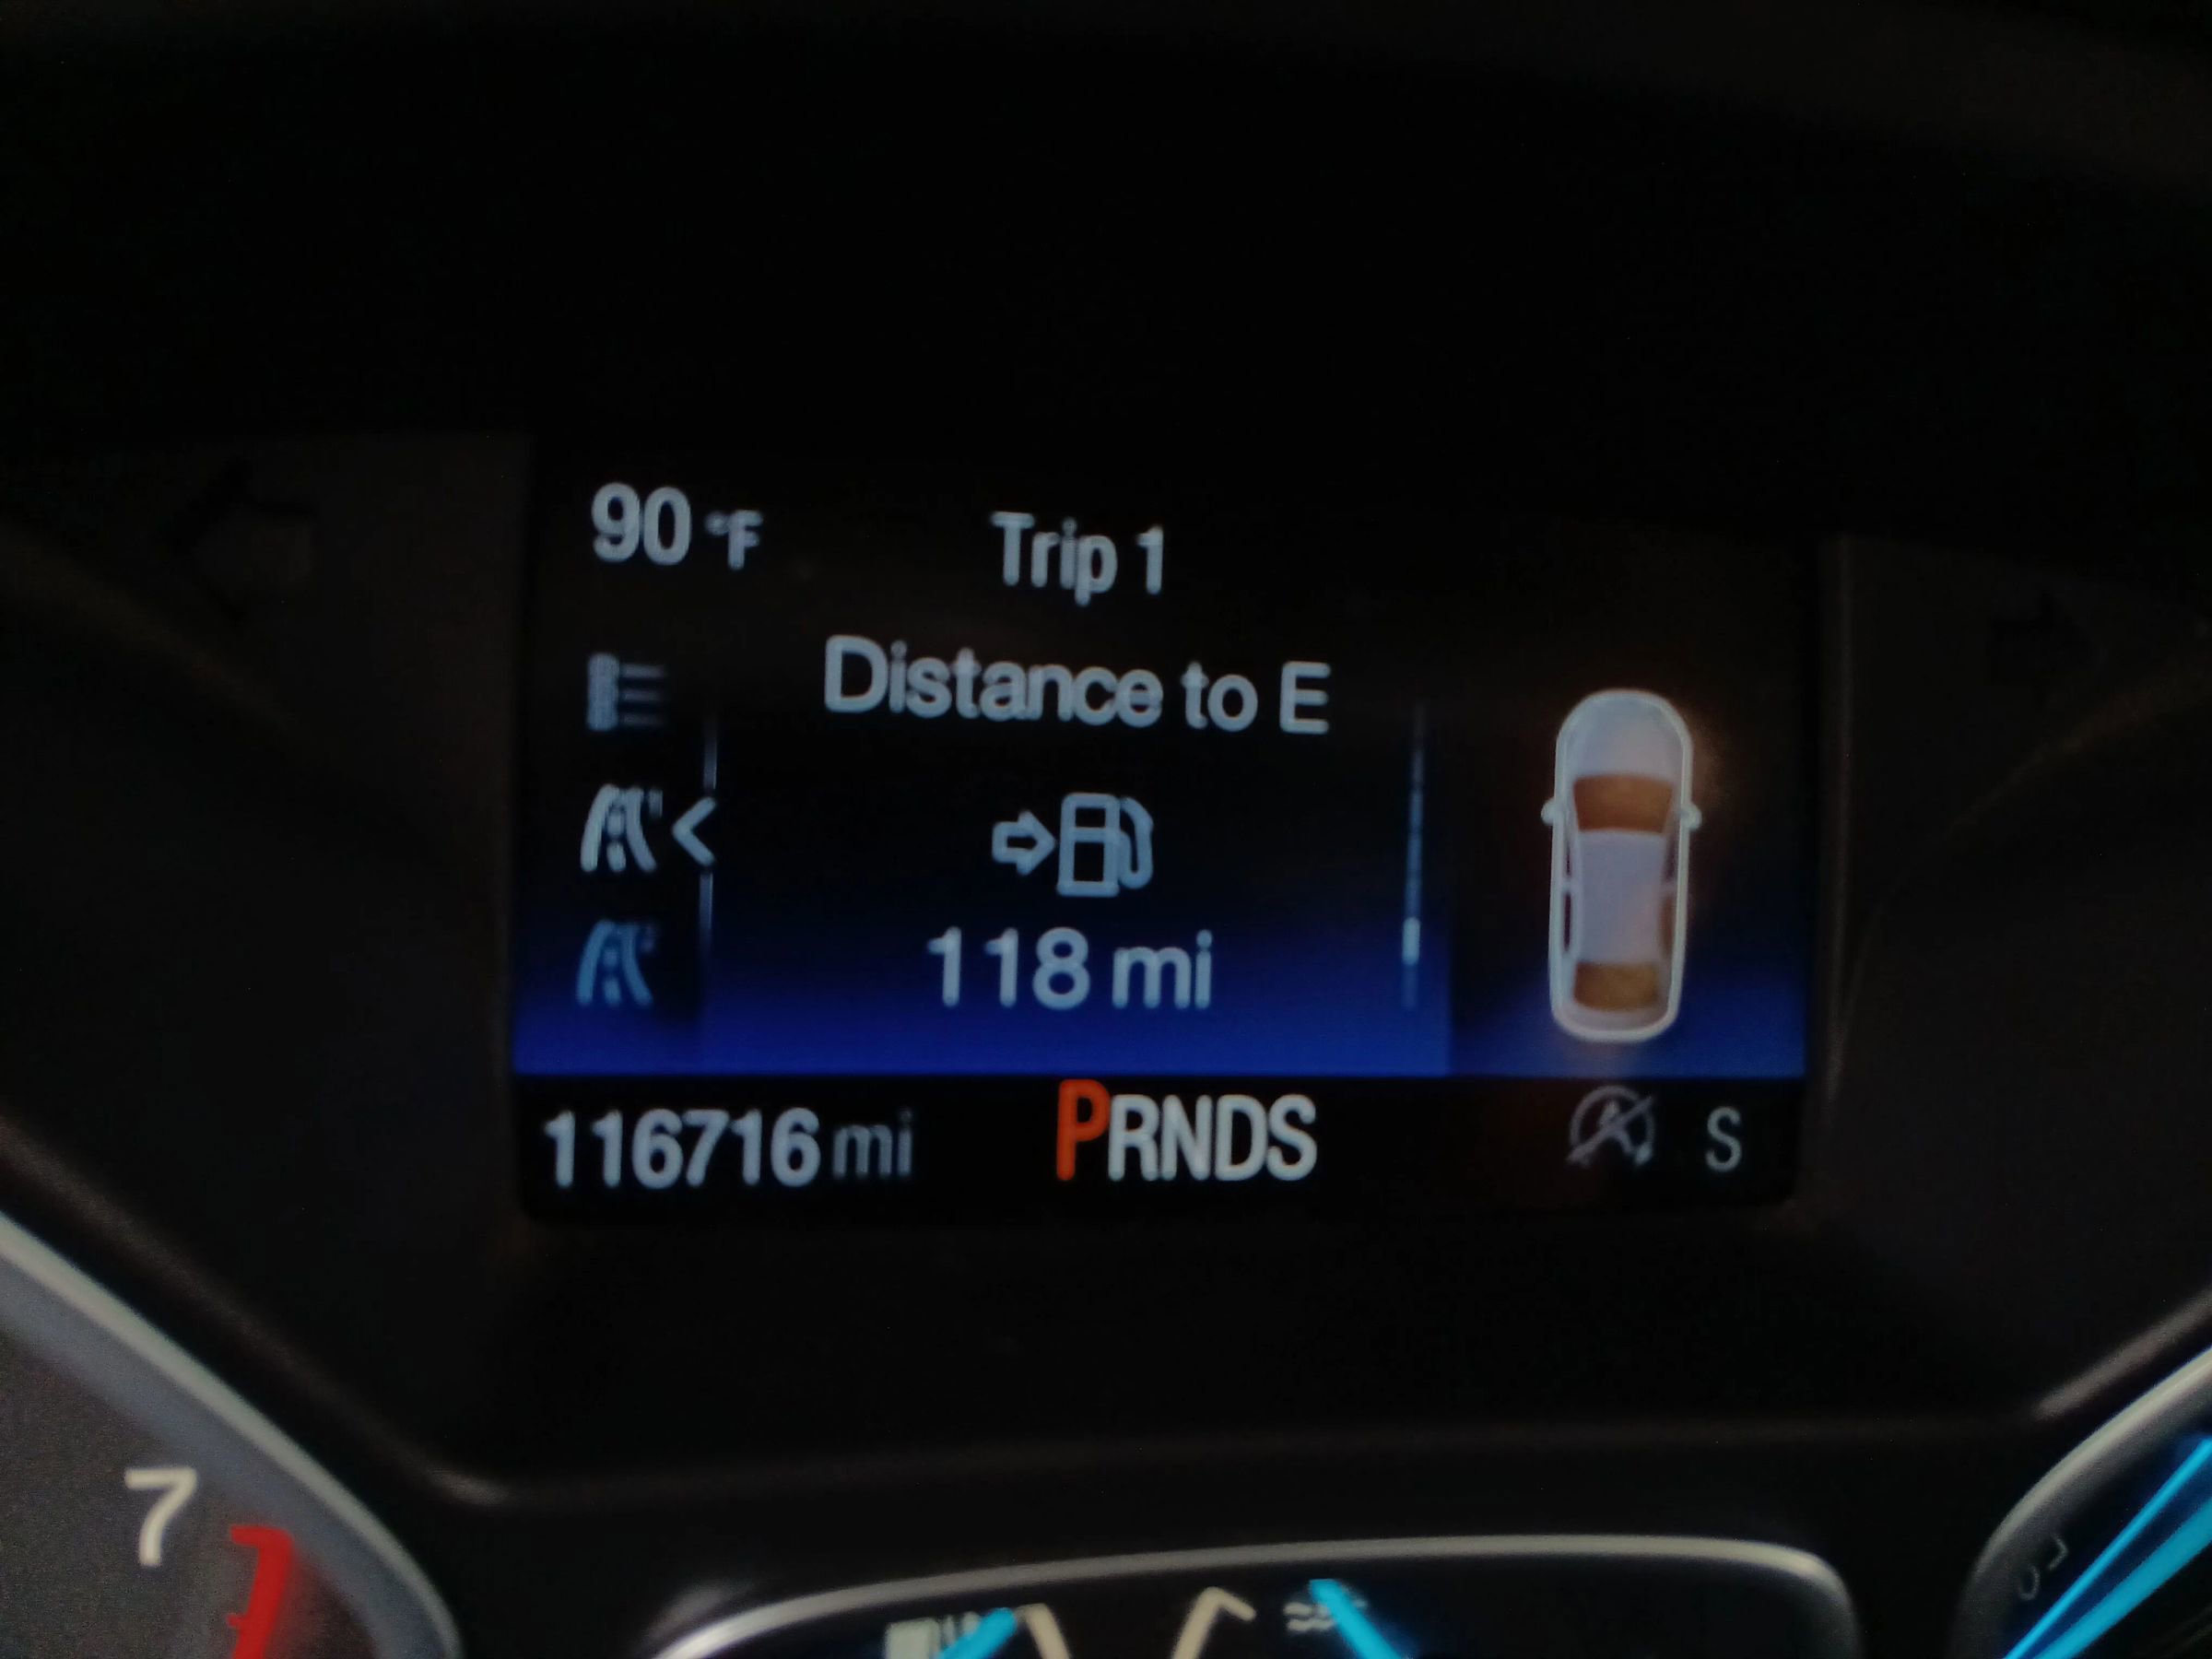 90 °F
Trip 1
Distance to E
118 mi
116716 mi
PRNDS
S
7